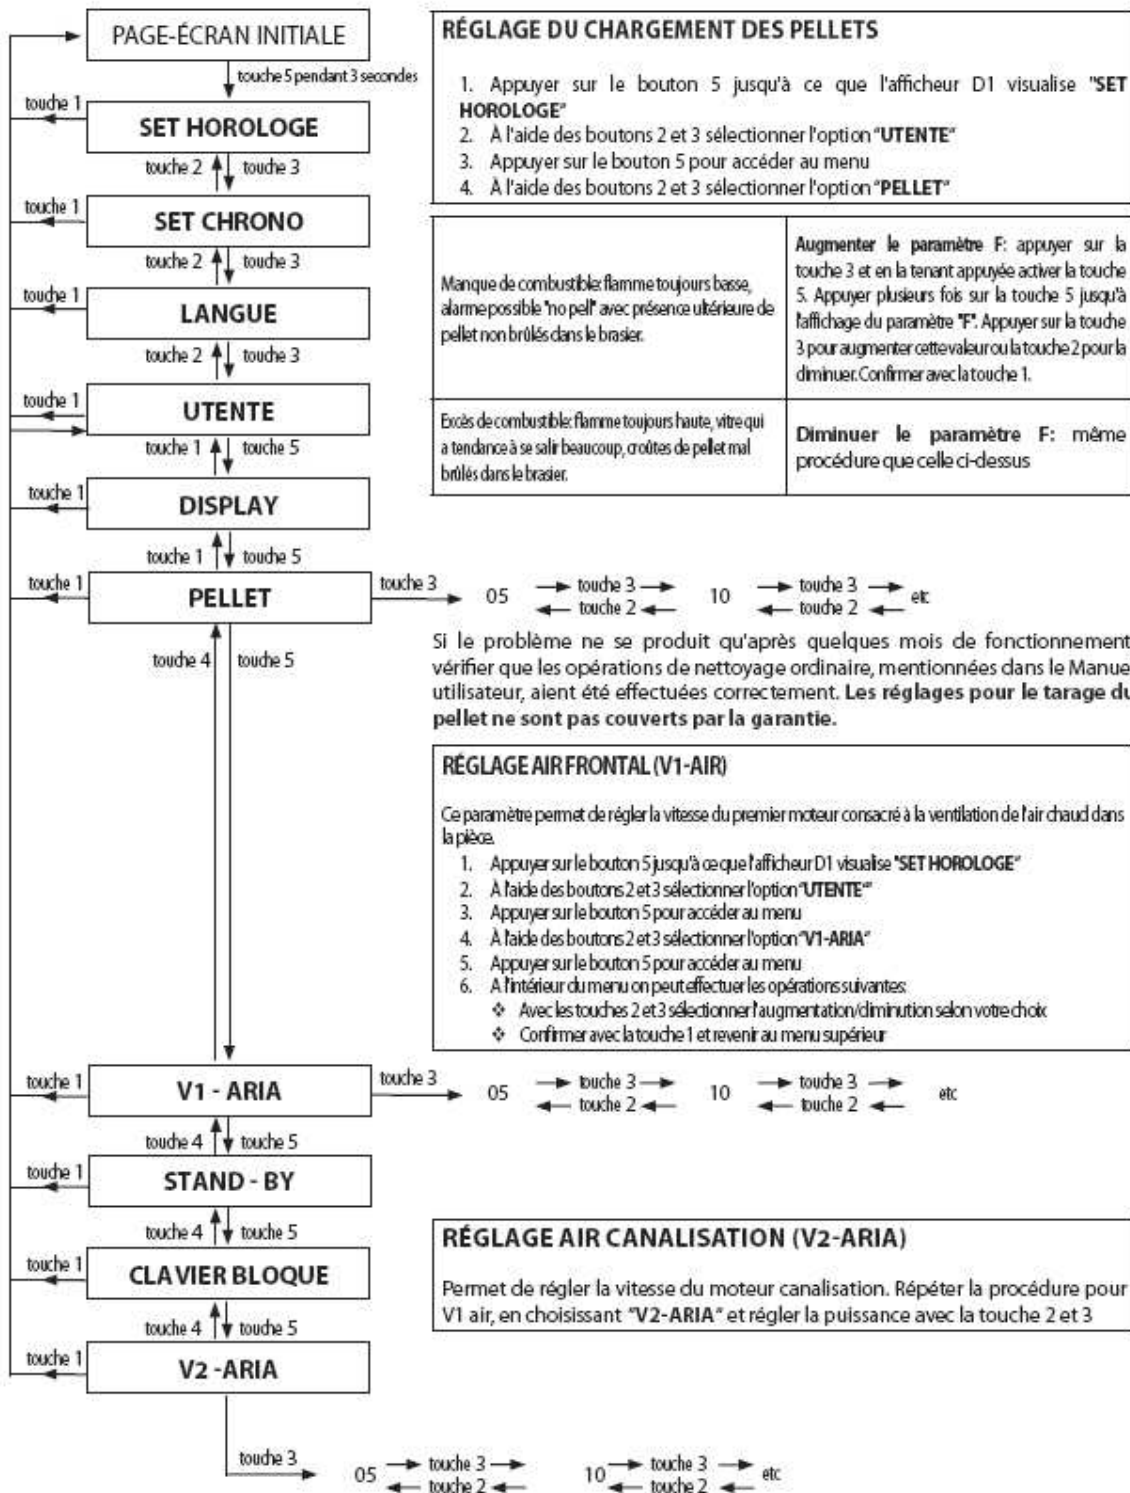 PAGE-ÉCRAN INITIALE
touche 5 pendant 3 secondes
touche 1
SET HOROLOGE
touche 2 touche 3
touche 1
SET CHRONO
touche 2 touche 3
touche 1
LANGUE
touche 2 touche 3
touche 1
UTENTE
touche 1 touche 5
touche 1
DISPLAY
touche 1 touche 5
touche 1
PELLET
touche 3
05
touche 3
touche 2
10
touche 3
touche 2
etc
touche 4 touche 5
touche 1
V1 - ARIA
touche 3
05
touche 3
touche 2
10
touche 3
touche 2
etc
touche 4 touche 5
touche 1
STAND - BY
touche 4 touche 5
touche 1
CLAVIER BLOQUE
touche 4 touche 5
touche 1
V2 -ARIA
touche 3
05
touche 3
touche 2
10
touche 3
touche 2
etc
RÉGLAGE DU CHARGEMENT DES PELLETS
1. Appuyer sur le bouton 5 jusqu'à ce que l'afficheur D1 visualise "SET
HOROLOGE"
2. À l'aide des boutons 2 et 3 sélectionner l'option "UTENTE"
3. Appuyer sur le bouton 5 pour accéder au menu
4. À l'aide des boutons 2 et 3 sélectionner l'option "PELLET"
Manque de combustible: flamme toujours basse,
alarme possible "no pell" avec présence ultérieure de
pellet non brûlés dans le brasier.
Augmenter le paramètre F: appuyer sur la
touche 3 et en la tenant appuyée activer la touche
5. Appuyer plusieurs fois sur la touche 5 jusqu'à
l'affichage du paramètre "F". Appuyer sur la touche
3 pour augmenter cette valeur ou la touche 2 pour la
diminuer. Confirmer avec la touche 1.
Excès de combustible: flamme toujours haute, vitre qui
a tendance à se salir beaucoup, croûtes de pellet mal
brûlés dans le brasier.
Diminuer le paramètre F: même
procédure que celle ci-dessus
Si le problème ne se produit qu'après quelques mois de fonctionnement
vérifier que les opérations de nettoyage ordinaire, mentionnées dans le Manue
utilisateur, aient été effectuées correctement. Les réglages pour le tarage du
pellet ne sont pas couverts par la garantie.
RÉGLAGE AIR FRONTAL (V1-AIR)
Ce paramètre permet de régler la vitesse du premier moteur consacré à la ventilation de l'air chaud dans
la pièce.
1. Appuyer sur le bouton 5 jusqu'à ce que l'afficheur D1 visualise "SET HOROLOGE"
2. À l'aide des boutons 2 et 3 sélectionner l'option "UTENTE"
3. Appuyer sur le bouton 5 pour accéder au menu
4. À l'aide des boutons 2 et 3 sélectionner l'option "V1-ARIA"
5. Appuyer sur le bouton 5 pour accéder au menu
6. A l'intérieur du menu on peut effectuer les opérations suivantes:
❖ Avec les touches 2 et 3 sélectionner l'augmentation/diminution selon votre choix
❖ Confirmer avec la touche 1 et revenir au menu supérieur
RÉGLAGE AIR CANALISATION (V2-ARIA)
Permet de régler la vitesse du moteur canalisation. Répéter la procédure pour
V1 air, en choisissant "V2-ARIA" et régler la puissance avec la touche 2 et 3